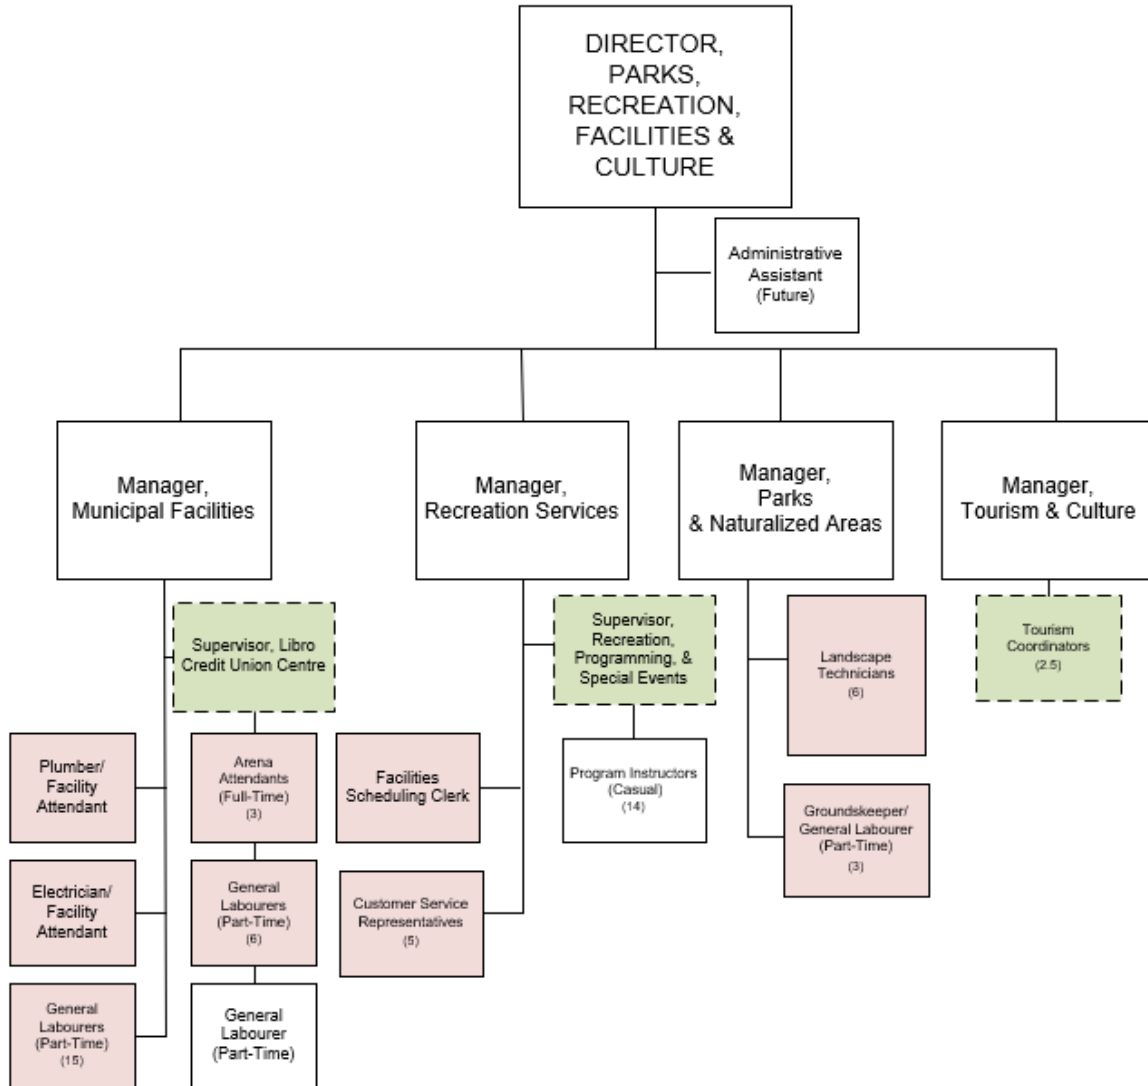 DIRECTOR,
PARKS,
RECREATION,
FACILITIES &
CULTURE
Administrative
Assistant
(Future)
Manager,
Municipal Facilities
Manager,
Recreation Services
Manager,
Parks
& Naturalized Areas
Manager,
Tourism & Culture
Supervisor, Libro
Credit Union Centre
Supervisor,
Recreation,
Programming, &
Special Events
Landscape
Technicians
(6)
Tourism
Coordinators
(2.5)
Plumber/
Facility
Attendant
Arena
Attendants
(Full-Time)
(3)
Facilities
Scheduling Clerk
Program Instructors
(Casual)
(14)
Groundskeeper/
General Labourer
(Part-Time)
(3)
Electrician/
Facility
Attendant
General
Labourers
(Part-Time)
(6)
Customer Service
Representatives
(5)
General
Labourers
(Part-Time)
(15)
General
Labourer
(Part-Time)